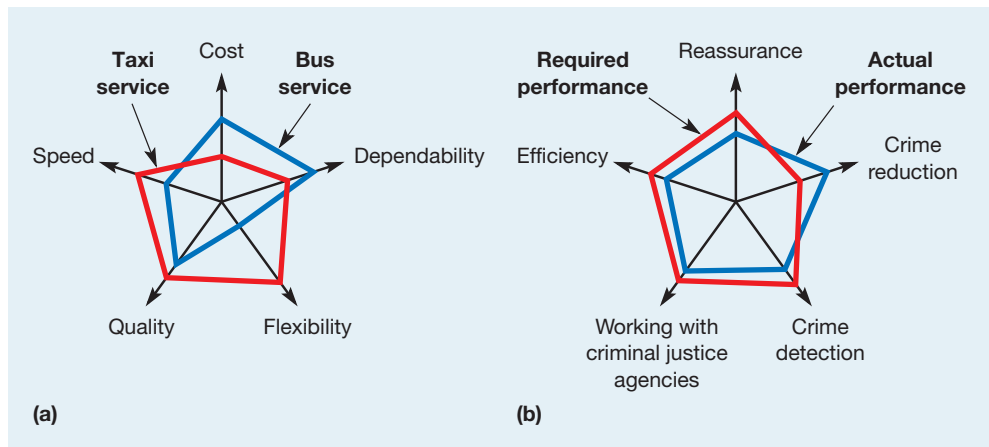 Cost
Taxi
service
Bus
service
Speed
Dependability
Quality
Flexibility
(a)
Reassurance
Required
performance
Actual
performance
Efficiency
Crime
reduction
Working with
criminal justice
agencies
Crime
detection
(b)